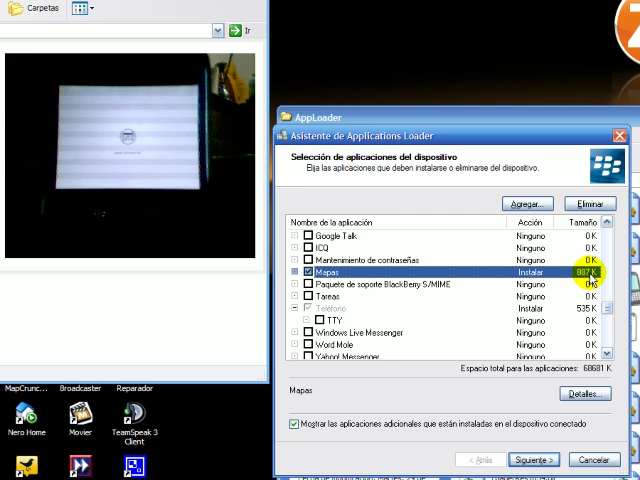 Carpetas
Ir
AppLoader
Asistente de Applications Loader
Selección de aplicaciones del dispositivo
Elija las aplicaciones que deben instalarse o eliminarse del dispositivo.
Agregar...
Eliminar
Nombre de la aplicación Acción Tamaño
Google Talk Ninguno 0 K
ICQ Ninguno 0 K
Mantenimiento de contraseñas Ninguno 0 K
Mapas Instalar 887 K
Paquete de soporte BlackBerry S/MIME Ninguno 0 K
Tareas Ninguno 0 K
Teléfono Instalar 535 K
TTY Ninguno 0 K
Windows Live Messenger Ninguno 0 K
Word Mole Ninguno 0 K
Yahoo! Messenger Ninguno 0 K
Espacio total para las aplicaciones: 68681 K
Mapas
Detalles...
Mostrar las aplicaciones adicionales que están instaladas en el dispositivo conectado
< Atrás
Siguiente >
Cancelar
MapCrunc...
Broadcaster
Reparador
Nero Home
Movier
TeamSpeak 3
Client